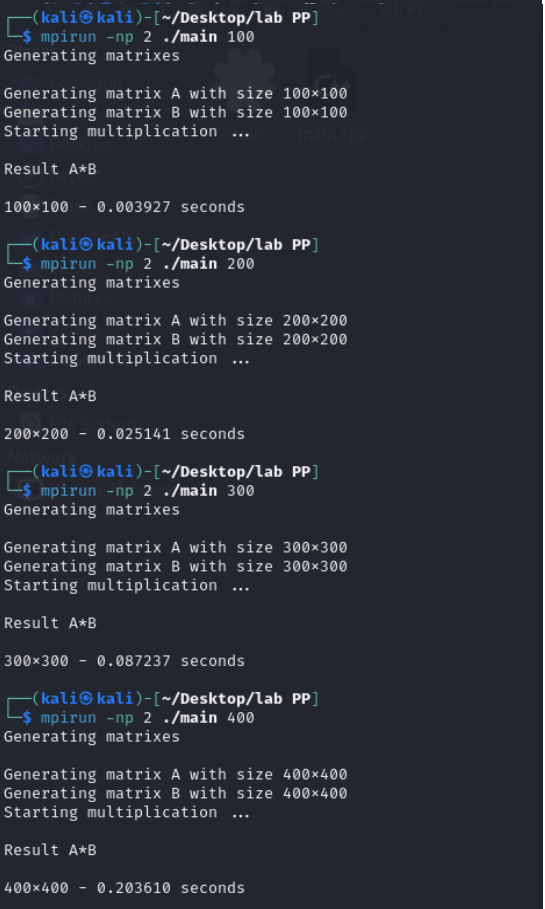 (kali㉿kali)-[~/Desktop/lab PP]
$ mpirun -np 2 ./main 100
Generating matrixes
Generating matrix A with size 100×100
Generating matrix B with size 100×100
Starting multiplication ...
Result A*B
100×100 - 0.003927 seconds
(kali㉿kali)-[~/Desktop/lab PP]
$ mpirun -np 2 ./main 200
Generating matrixes
Generating matrix A with size 200×200
Generating matrix B with size 200×200
Starting multiplication ...
Result A*B
200×200 - 0.025141 seconds
(kali㉿kali)-[~/Desktop/lab PP]
$ mpirun -np 2 ./main 300
Generating matrixes
Generating matrix A with size 300×300
Generating matrix B with size 300×300
Starting multiplication ...
Result A*B
300×300 - 0.087237 seconds
(kali㉿kali)-[~/Desktop/lab PP]
$ mpirun -np 2 ./main 400
Generating matrixes
Generating matrix A with size 400×400
Generating matrix B with size 400×400
Starting multiplication ...
Result A*B
400×400 - 0.203610 seconds